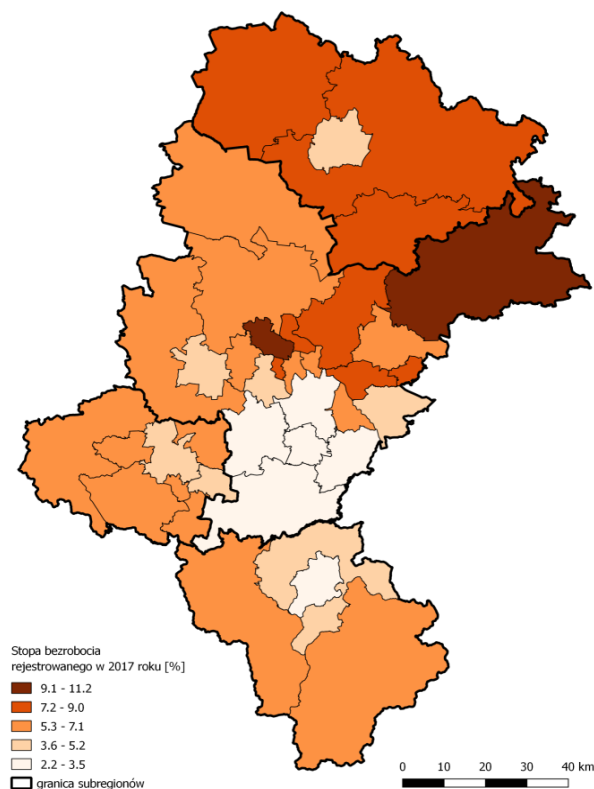 Stopa bezrobocia
rejestrowanego w 2017 roku [%]
9.1 - 11.2
7.2 - 9.0
5.3 - 7.1
3.6 - 5.2
2.2 - 3.5
granica subregionów
0 10 20 30 40 km